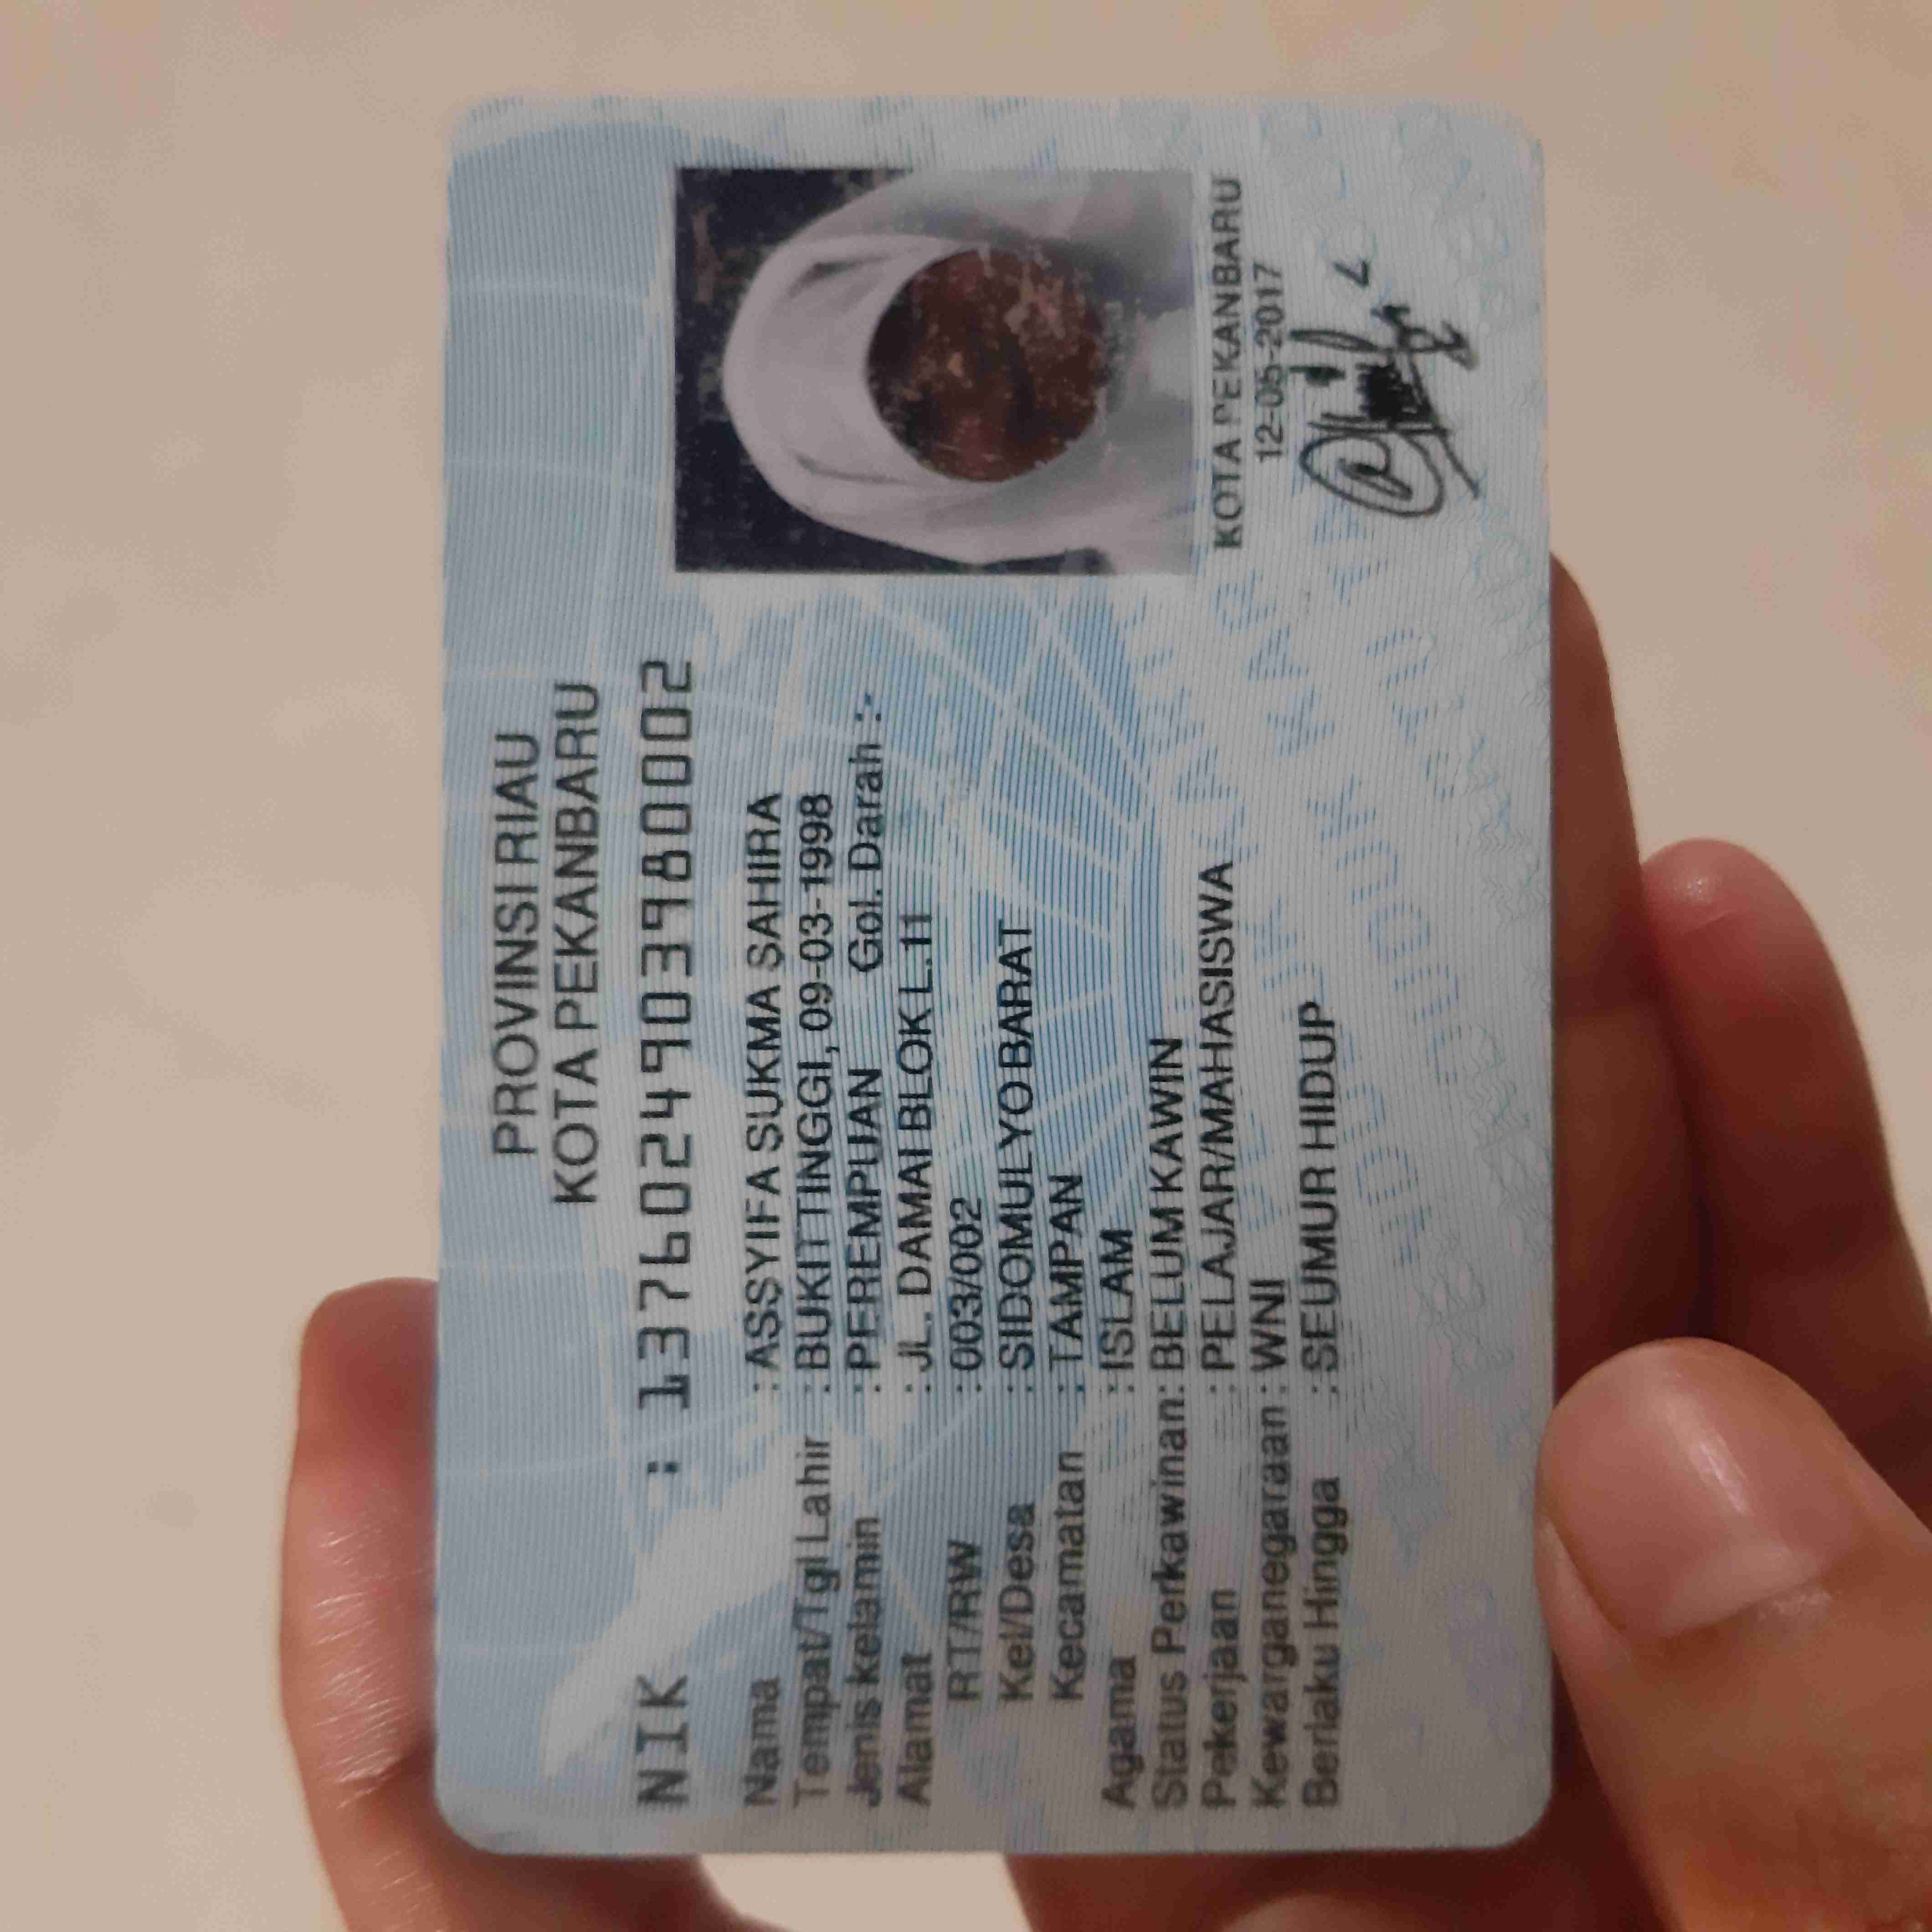 PROVINSI RIAU
KOTA PEKANBARU
NIK : 1376024903980002
Nama : ASSYIFA SUKMA SAHIRA
Tempat/Tgl Lahir : BUKITTINGGI, 09-03-1998
Jenis kelamin : PEREMPUAN Gol. Darah :-
Alamat : JL. DAMAI BLOK L.11
RT/RW : 003/002
Kel/Desa : SIDOMULYO BARAT
Kecamatan : TAMPAN
Agama : ISLAM
Status Perkawinan: BELUM KAWIN
Pekerjaan : PELAJAR/MAHASISWA
Kewarganegaraan : WNI
Berlaku Hingga : SEUMUR HIDUP
KOTA PEKANBARU
12-05-2017